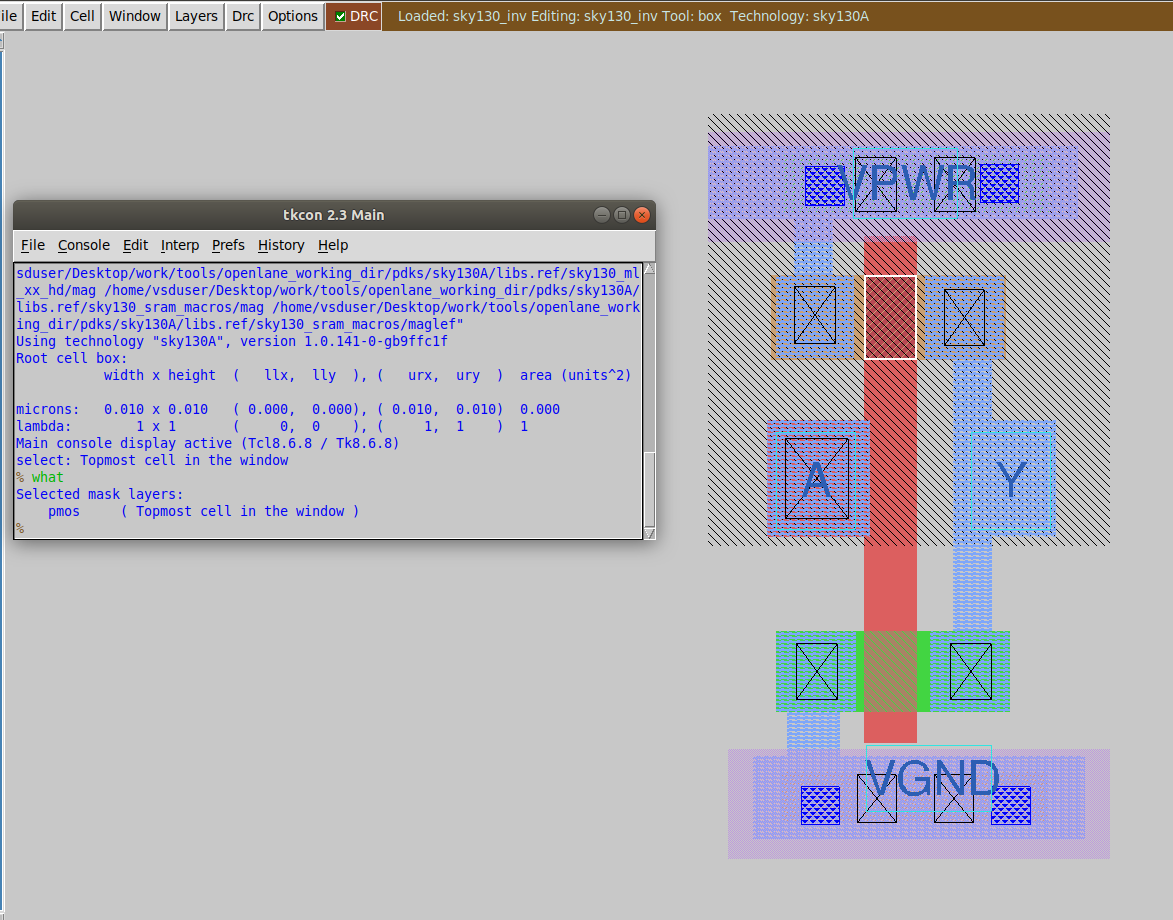 ile Edit Cell Window Layers Drc Options DRC Loaded: sky130_inv Editing: sky130_inv Tool: box Technology: sky130A
tkcon 2.3 Main
File Console Edit Interp Prefs History Help
sduser/Desktop/work/tools/openlane_working_dir/pdks/sky130A/libs.ref/sky130_ml
_xx_hd/mag /home/vsduser/Desktop/work/tools/openlane_working_dir/pdks/sky130A/
libs.ref/sky130_sram_macros/mag /home/vsduser/Desktop/work/tools/openlane_work
ing_dir/pdks/sky130A/libs.ref/sky130_sram_macros/maglef"
Using technology "sky130A", version 1.0.141-0-gb9ffc1f
Root cell box:
width x height ( llx, lly ), ( urx, ury ) area (units^2)
microns: 0.010 x 0.010 ( 0.000, 0.000), ( 0.010, 0.010) 0.000
lambda: 1 x 1 ( 0, 0 ), ( 1, 1 ) 1
Main console display active (Tcl8.6.8 / Tk8.6.8)
select: Topmost cell in the window
% what
Selected mask layers:
pmos ( Topmost cell in the window )
%
VPWR
A
Y
VGND